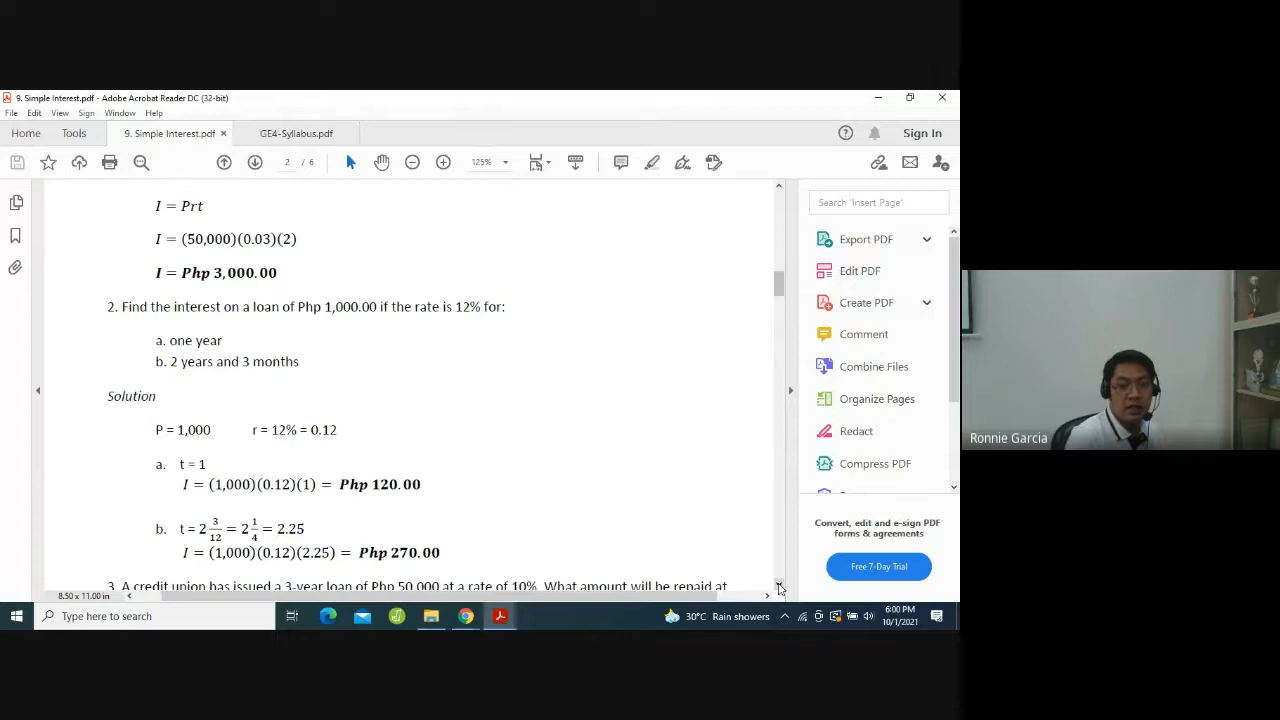 9. Simple Interest.pdf - Adobe Acrobat Reader DC (32-bit)
File Edit View Sign Window Help
Home Tools 9. Simple Interest.pdf × GE4-Syllabus.pdf Sign In
2 / 6 125%
I = Prt
I = (50,000)(0.03)(2)
I = Php 3,000.00
2. Find the interest on a loan of Php 1,000.00 if the rate is 12% for:
a. one year
b. 2 years and 3 months
Solution
P = 1,000 r = 12% = 0.12
a. t = 1
I = (1,000)(0.12)(1) = Php 120.00
b. t = 2 3/12 = 2 1/4 = 2.25
I = (1,000)(0.12)(2.25) = Php 270.00
3. A credit union has issued a 3-year loan of Php 50,000 at a rate of 10%. What amount will be repaid at
8.50 x 11.00 in
Search 'Insert Page'
Export PDF
Edit PDF
Create PDF
Comment
Combine Files
Organize Pages
Redact
Compress PDF
Convert, edit and e-sign PDF
forms & agreements
Free 7-Day Trial
Type here to search
30°C Rain showers
6:00 PM
10/1/2021
Ronnie Garcia